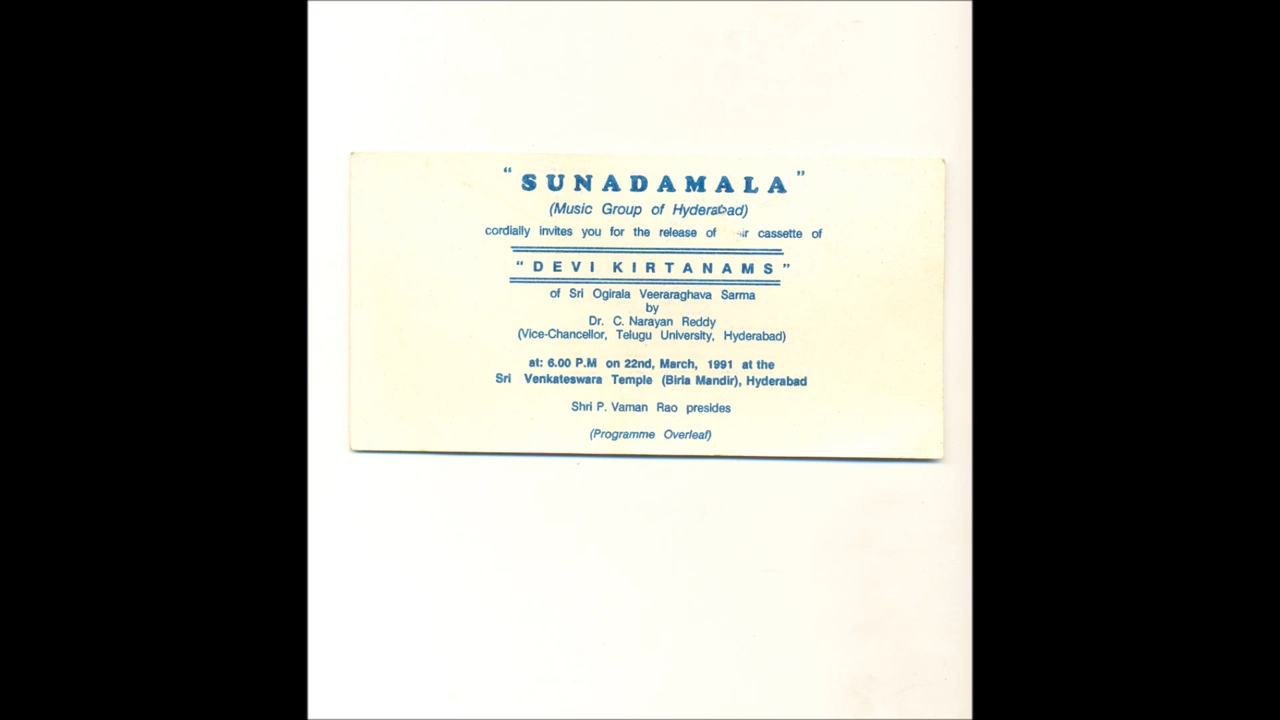 " SUNADAMALA "
(Music Group of Hyderabad)
cordially invites you for the release of cassette of
" DEVI KIRTANAMS "
of Sri Ogirala Veeraraghava Sarma
by
Dr. C. Narayan Reddy
(Vice-Chancellor, Telugu University, Hyderabad)
at: 6.00 P.M on 22nd, March, 1991 at the
Sri Venkateswara Temple (Birla Mandir), Hyderabad
Shri P. Vaman Rao presides
(Programme Overleaf)